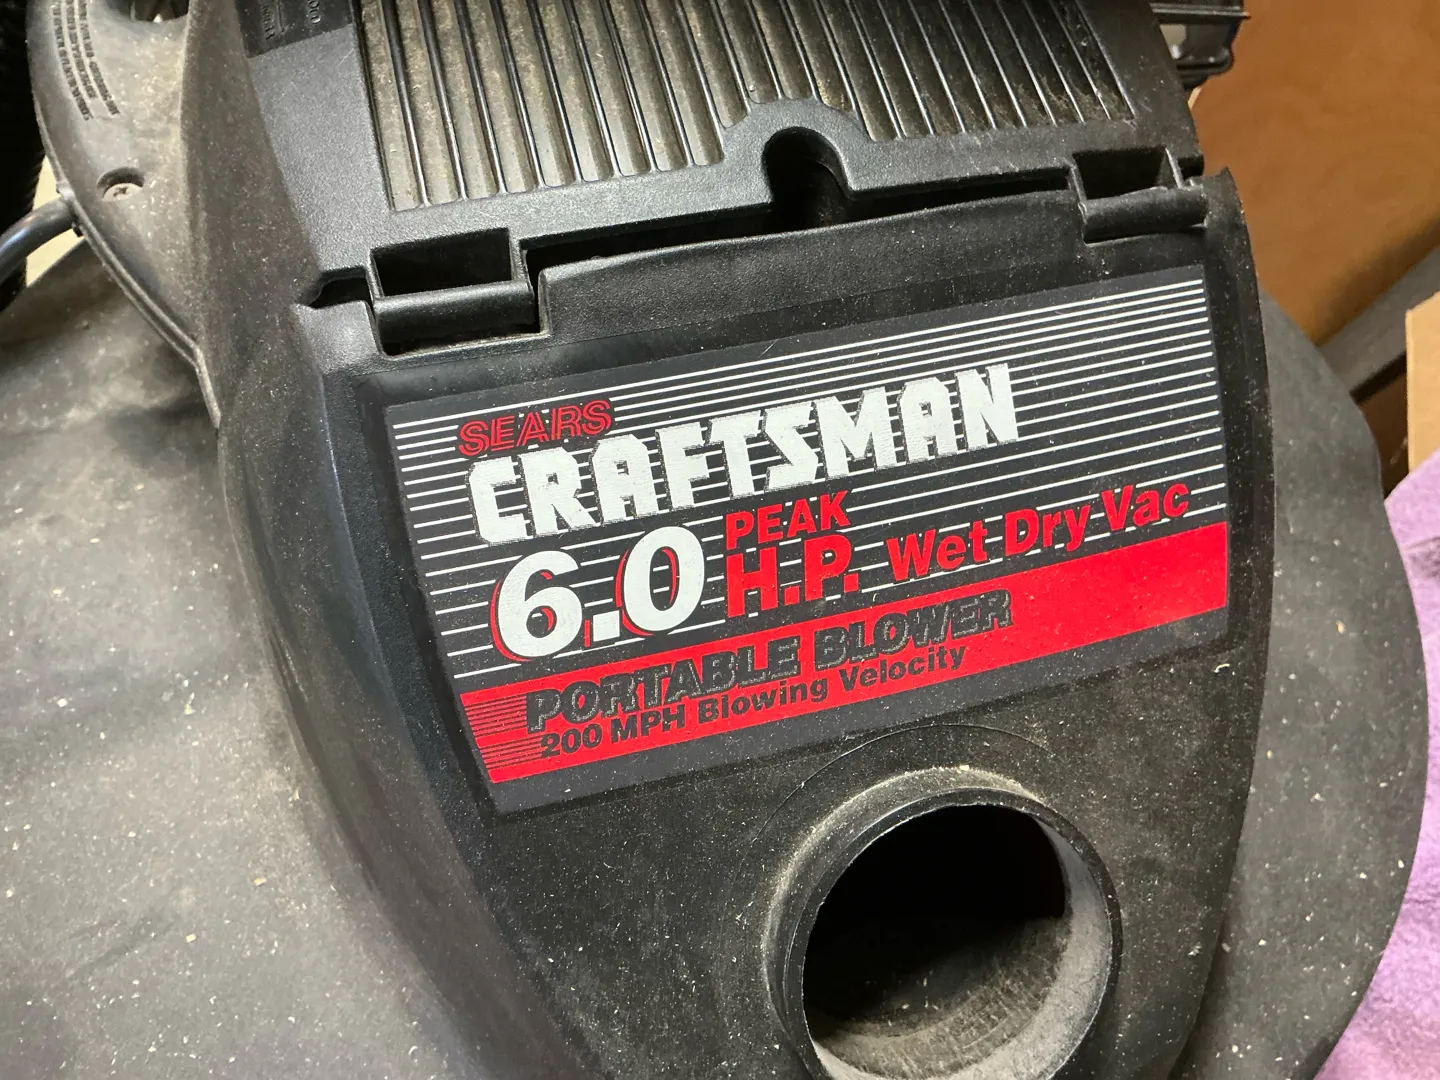 SEARS
CRAFTSMAN
6.0 PEAK H.P. Wet Dry Vac
PORTABLE BLOWER
200 MPH Blowing Velocity